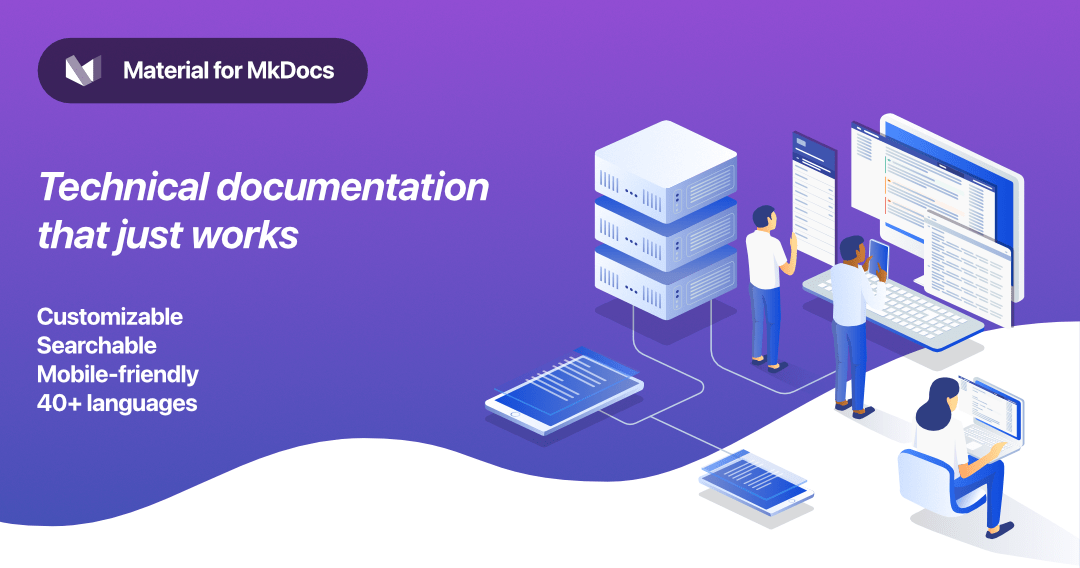 Material for MkDocs
Technical documentation
that just works
Customizable
Searchable
Mobile-friendly
40+ languages